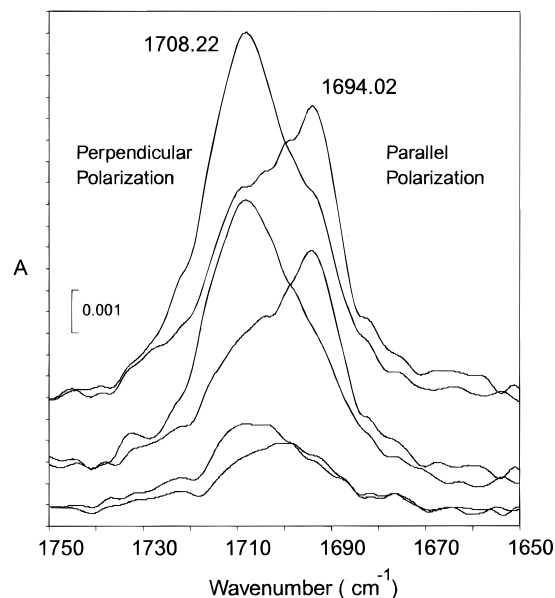 1708.22
1694.02
Perpendicular
Polarization
Parallel
Polarization
A
0.001
1750 1730 1710 1690 1670 1650
Wavenumber ( cm-1)